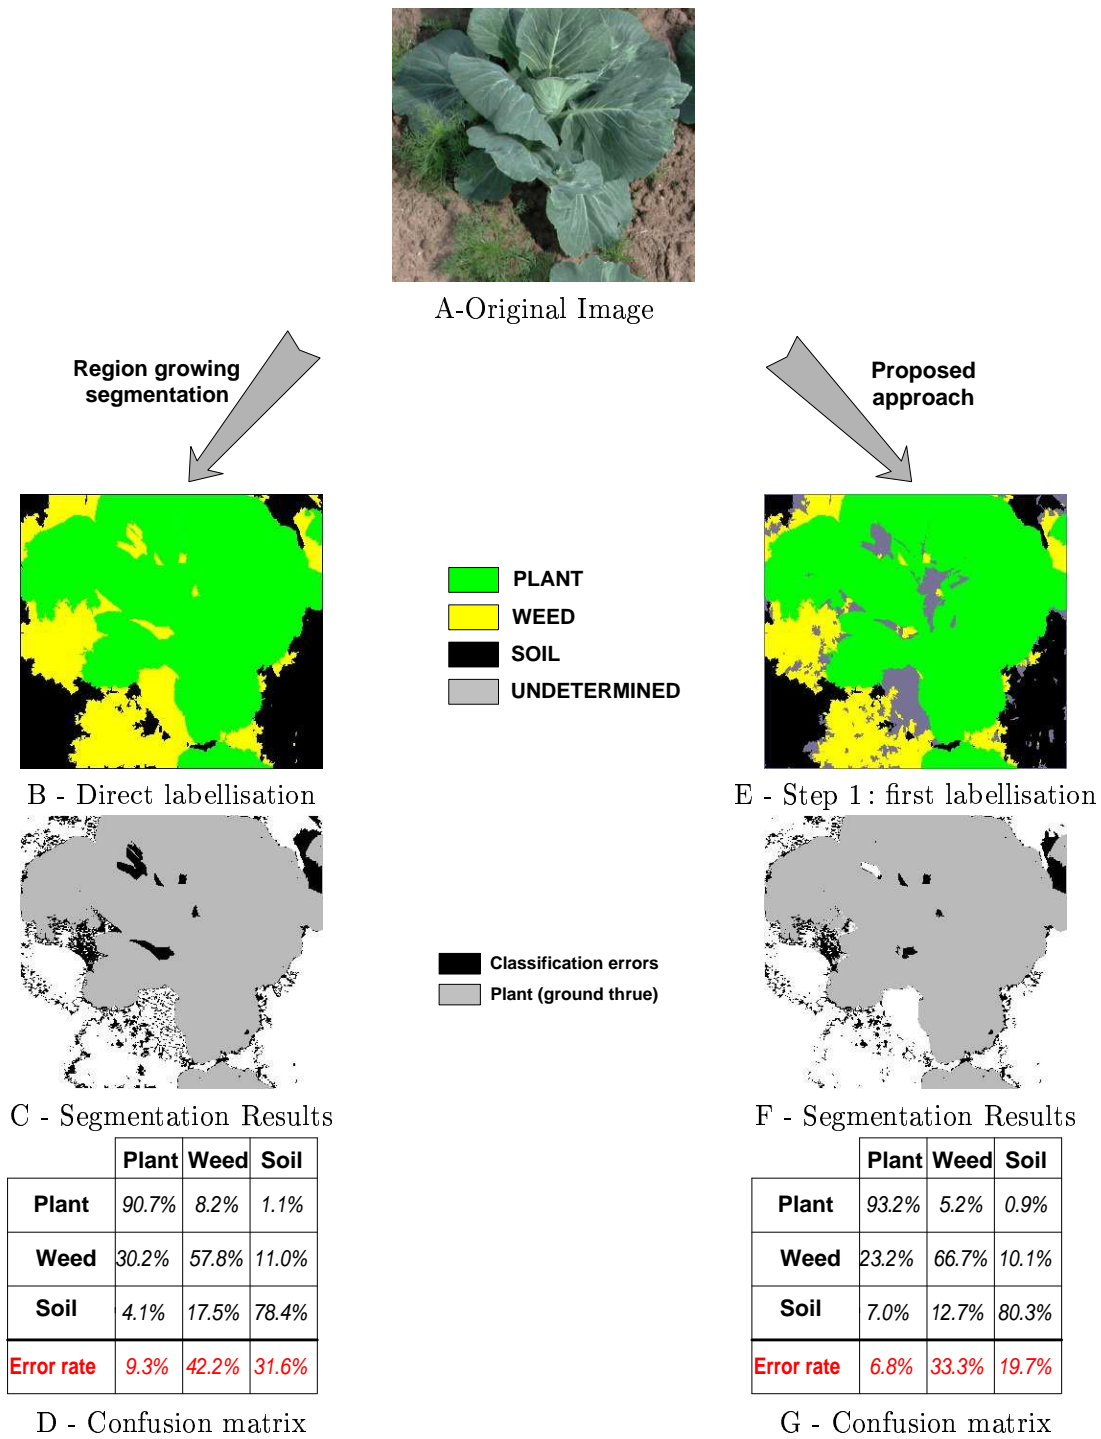 A-Original Image
Region growing
segmentation
Proposed
approach
PLANT
WEED
SOIL
UNDETERMINED
B - Direct labellisation
E - Step 1: first labellisation
Classification errors
Plant (ground thrue)
C - Segmentation Results
F - Segmentation Results
Plant Weed Soil
Plant 90.7% 8.2% 1.1%
Weed 30.2% 57.8% 11.0%
Soil 4.1% 17.5% 78.4%
Error rate 9.3% 42.2% 31.6%
D - Confusion matrix
Plant Weed Soil
Plant 93.2% 5.2% 0.9%
Weed 23.2% 66.7% 10.1%
Soil 7.0% 12.7% 80.3%
Error rate 6.8% 33.3% 19.7%
G - Confusion matrix